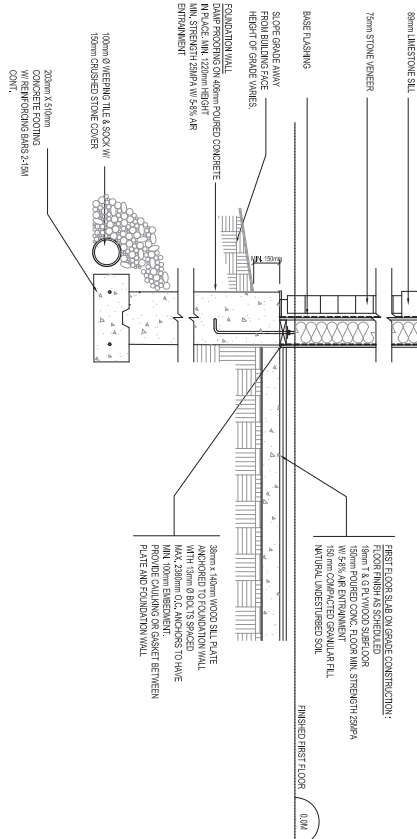 89mm LIMESTONE SILL
75mm STONE VENEER
BASE FLASHING
SLOPE GRADE AWAY
FROM BUILDING FACE
HEIGHT OF GRADE VARIES.
MIN. 150mm
FOUNDATION WALL
DAMP PROOFING ON 406mm POURED CONCRETE
IN PLACE. MIN. 1220mm HEIGHT
MIN. STRENGTH 25MPA W/ 5-8% AIR
ENTRAINMENT
100mm Ø WEEPING TILE & SOCK W/
150mm CRUSHED STONE COVER
203mm X 510mm
CONCRETE FOOTING
W/ REINFORCING BARS 2-15M
CONT.
FINISHED FIRST FLOOR
0.0M
FIRST FLOOR SLAB ON GRADE CONSTRUCTION :
FLOOR FINISH AS SCHEDULED
19mm T & G PLYWOOD SUBFLOOR
150mm POURED CONC. FLOOR MIN. STRENGTH 25MPA
W/ 5-8% AIR ENTRAINMENT
150 mm COMPACTED GRANULAR FILL
NATURAL UNDISTURBED SOIL
38mm x 140mm WOOD SILL PLATE
ANCHORED TO FOUNDATION WALL
WITH 13mm Ø BOLTS SPACED
MAX. 2380mm O.C. ANCHORS TO HAVE
MIN. 100mm EMBEDMENT.
PROVIDE CAULKING OR GASKET BETWEEN
PLATE AND FOUNDATION WALL